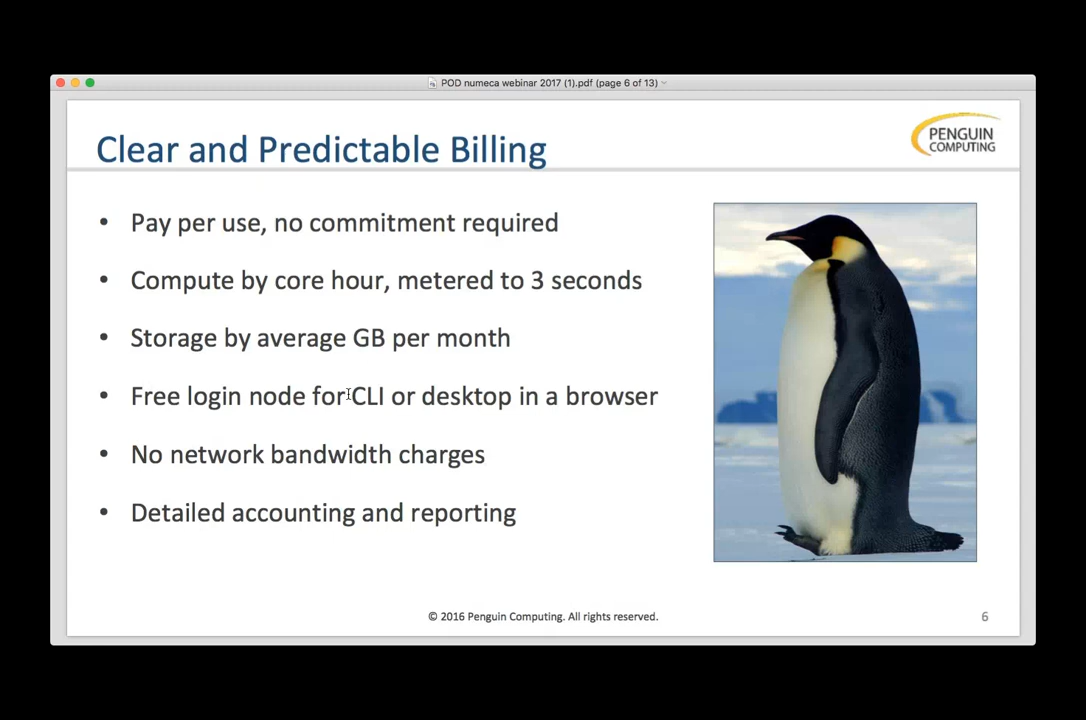 POD numeca webinar 2017 (1).pdf (page 6 of 13)
Clear and Predictable Billing
PENGUIN
COMPUTING
• Pay per use, no commitment required
• Compute by core hour, metered to 3 seconds
• Storage by average GB per month
• Free login node for CLI or desktop in a browser
• No network bandwidth charges
• Detailed accounting and reporting
© 2016 Penguin Computing. All rights reserved.
6